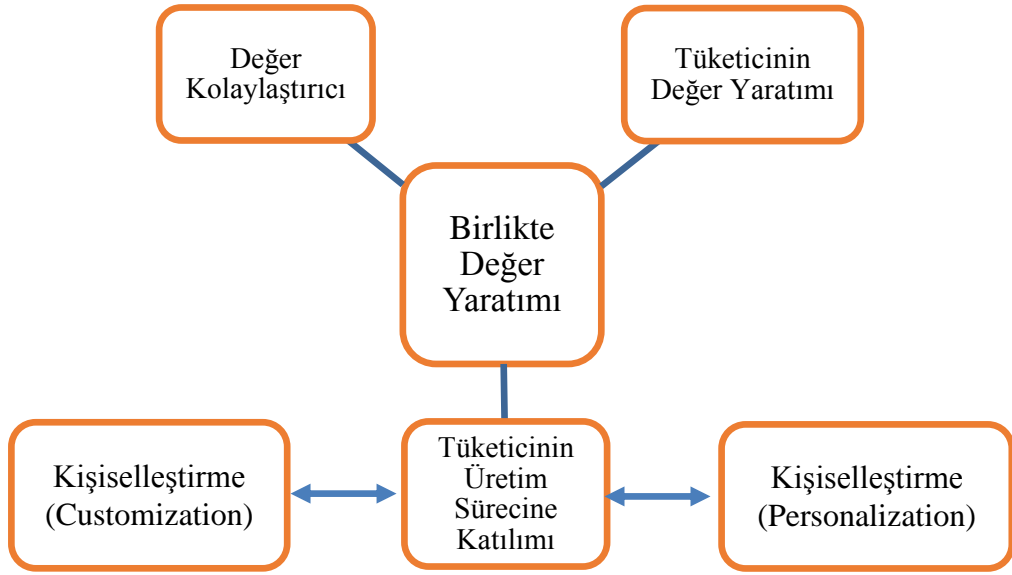 Değer
Kolaylaştırıcı
Tüketicinin
Değer Yaratımı
Birlikte
Değer
Yaratımı
Kişiselleştirme
(Customization)
Tüketicinin
Üretim
Sürecine
Katılımı
Kişiselleştirme
(Personalization)